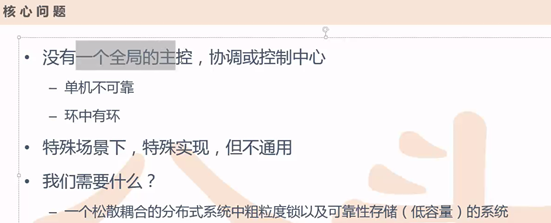 核心问题
• 没有一个全局的主控，协调或控制中心
– 单机不可靠
– 环中有环
• 特殊场景下，特殊实现，但不通用
• 我们需要什么？
– 一个松散耦合的分布式系统中粗粒度锁以及可靠性存储（低容量）的系统